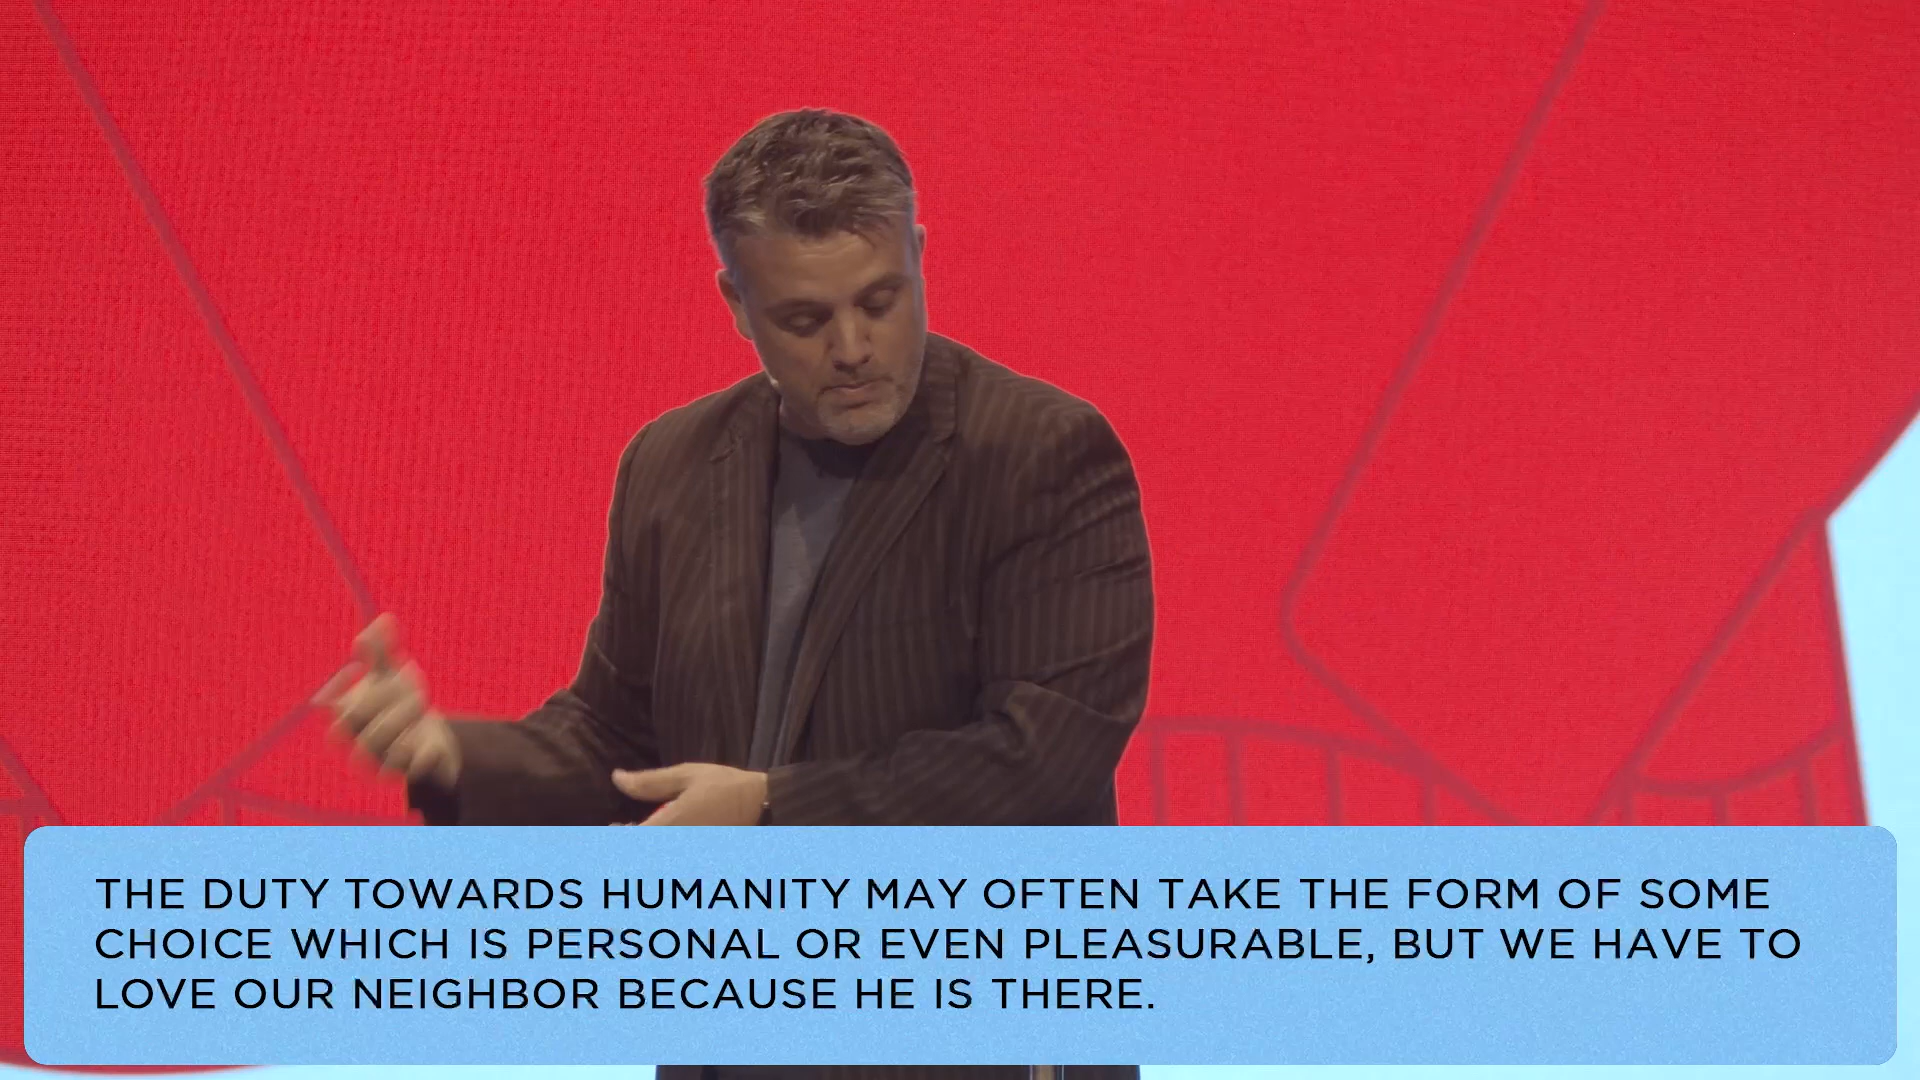 THE DUTY TOWARDS HUMANITY MAY OFTEN TAKE THE FORM OF SOME
CHOICE WHICH IS PERSONAL OR EVEN PLEASURABLE, BUT WE HAVE TO
LOVE OUR NEIGHBOR BECAUSE HE IS THERE.